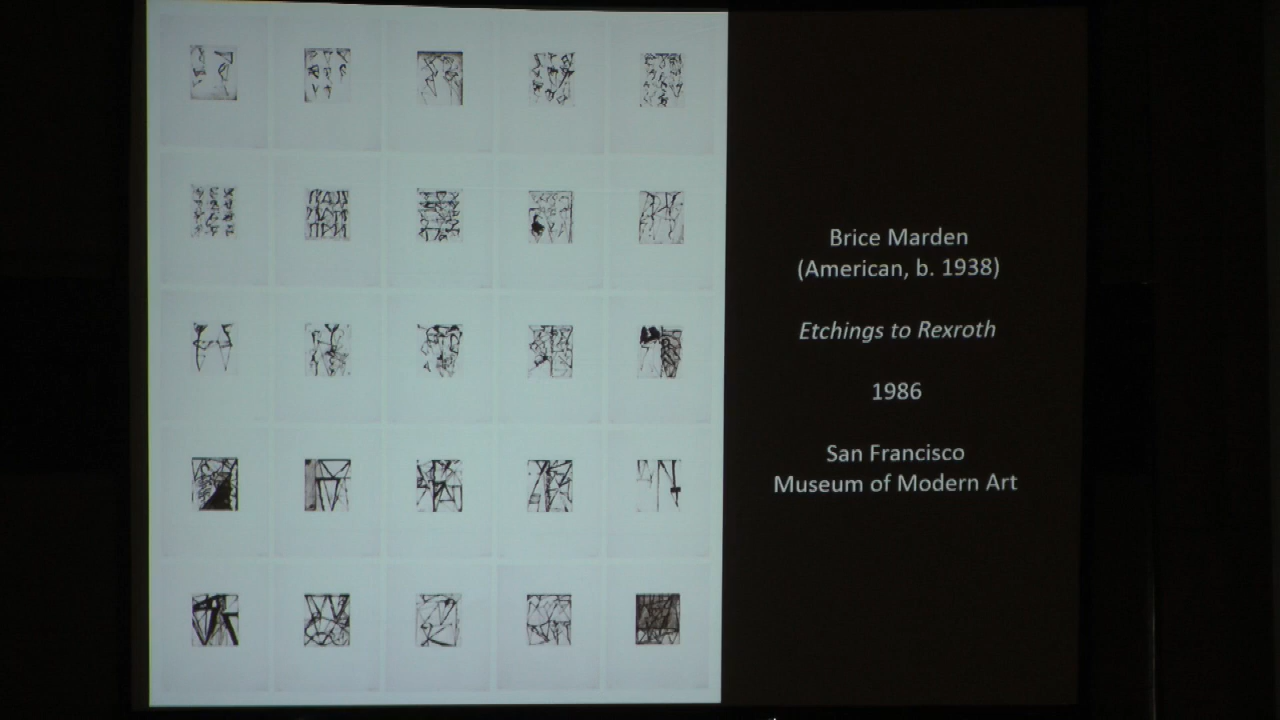 Brice Marden
(American, b. 1938)
Etchings to Rexroth
1986
San Francisco
Museum of Modern Art